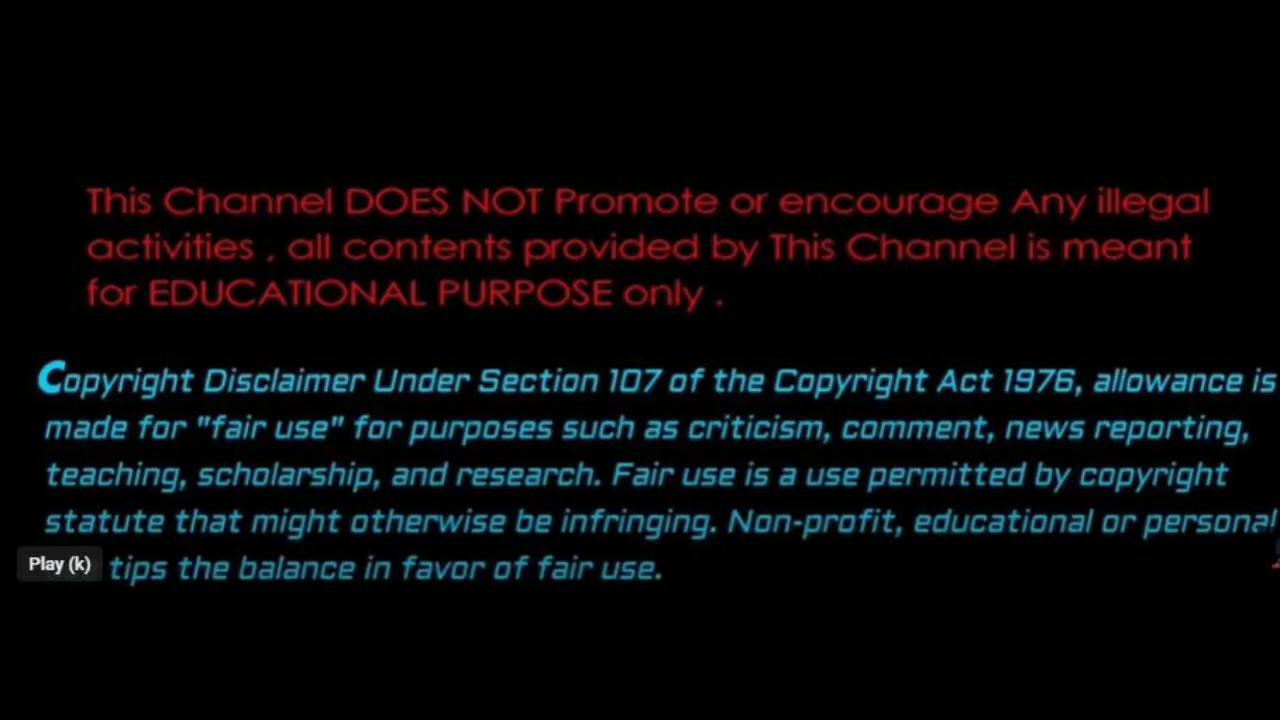 This Channel DOES NOT Promote or encourage Any illegal
activities , all contents provided by This Channel is meant
for EDUCATIONAL PURPOSE only .
Copyright Disclaimer Under Section 107 of the Copyright Act 1976, allowance is
made for "fair use" for purposes such as criticism, comment, news reporting,
teaching, scholarship, and research. Fair use is a use permitted by copyright
statute that might otherwise be infringing. Non-profit, educational or personal
Play (k) tips the balance in favor of fair use.